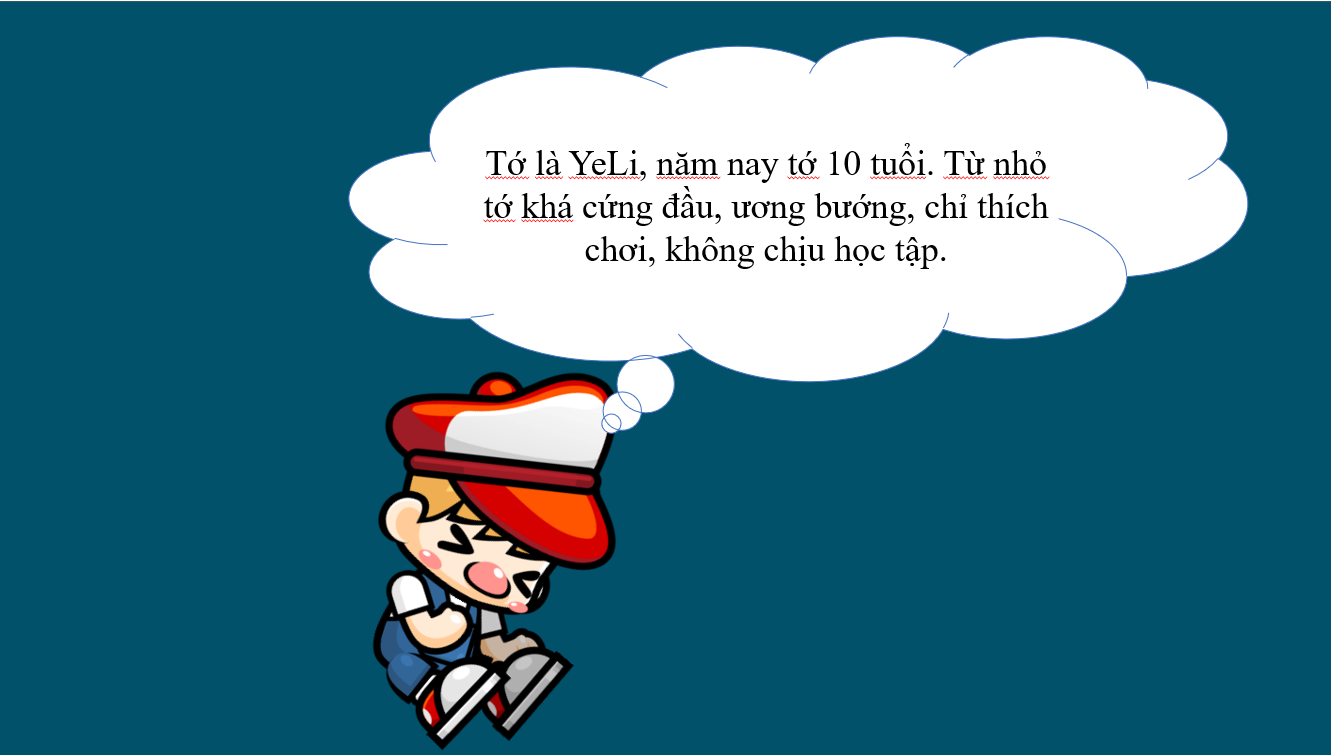 Tớ là YeLi, năm nay tớ 10 tuổi. Từ nhỏ
tớ khá cứng đầu, ương bướng, chỉ thích
chơi, không chịu học tập.